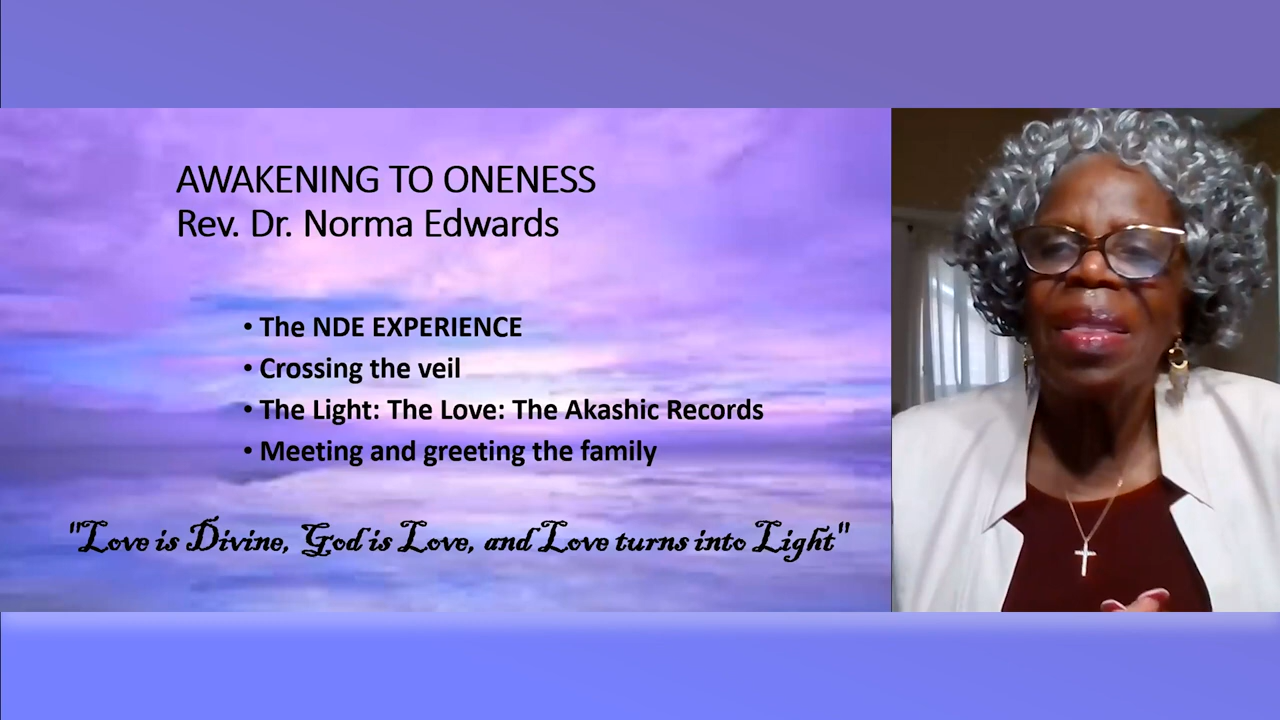 AWAKENING TO ONENESS
Rev. Dr. Norma Edwards
• The NDE EXPERIENCE
• Crossing the veil
• The Light: The Love: The Akashic Records
• Meeting and greeting the family
"Love is Divine, God is Love, and Love turns into Light"